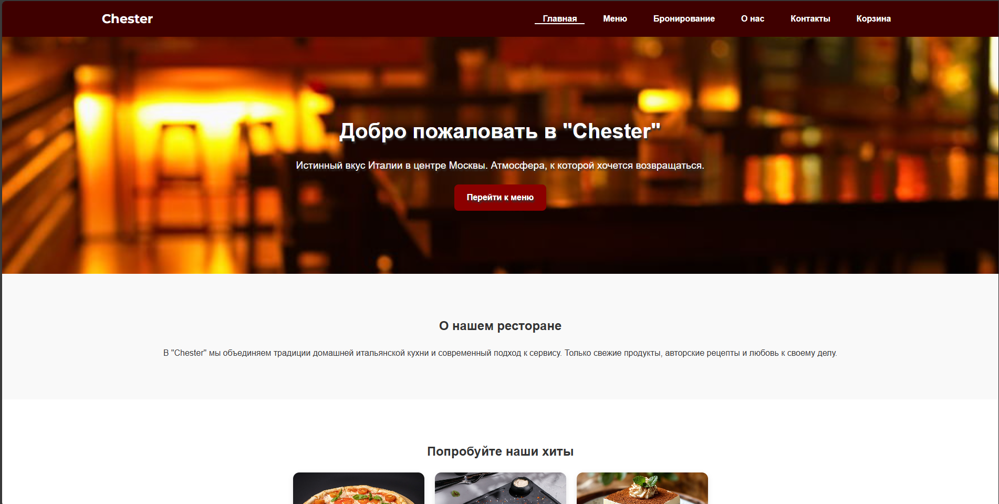 Chester
Главная Меню Бронирование О нас Контакты Корзина
Добро пожаловать в "Chester"
Истинный вкус Италии в центре Москвы. Атмосфера, к которой хочется возвращаться.
Перейти к меню
О нашем ресторане
В "Chester" мы объединяем традиции домашней итальянской кухни и современный подход к сервису. Только свежие продукты, авторские рецепты и любовь к своему делу.
Попробуйте наши хиты